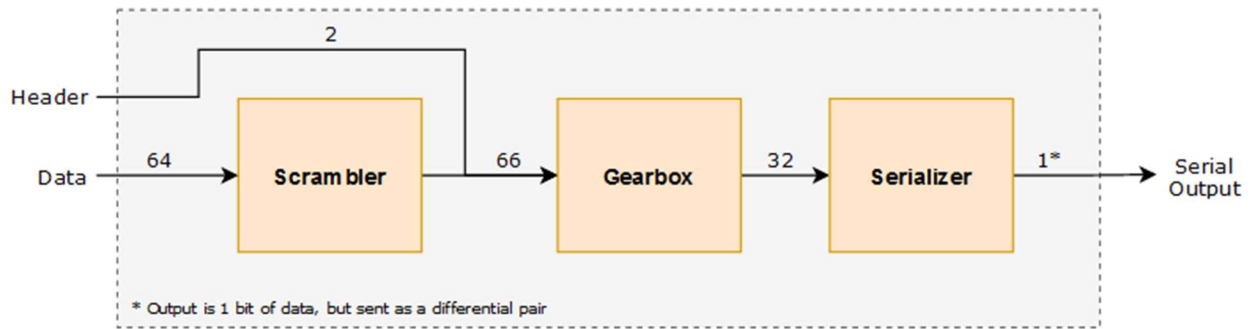 2
Header
Data
64
Scrambler
66
Gearbox
32
Serializer
1*
Serial
Output
* Output is 1 bit of data, but sent as a differential pair